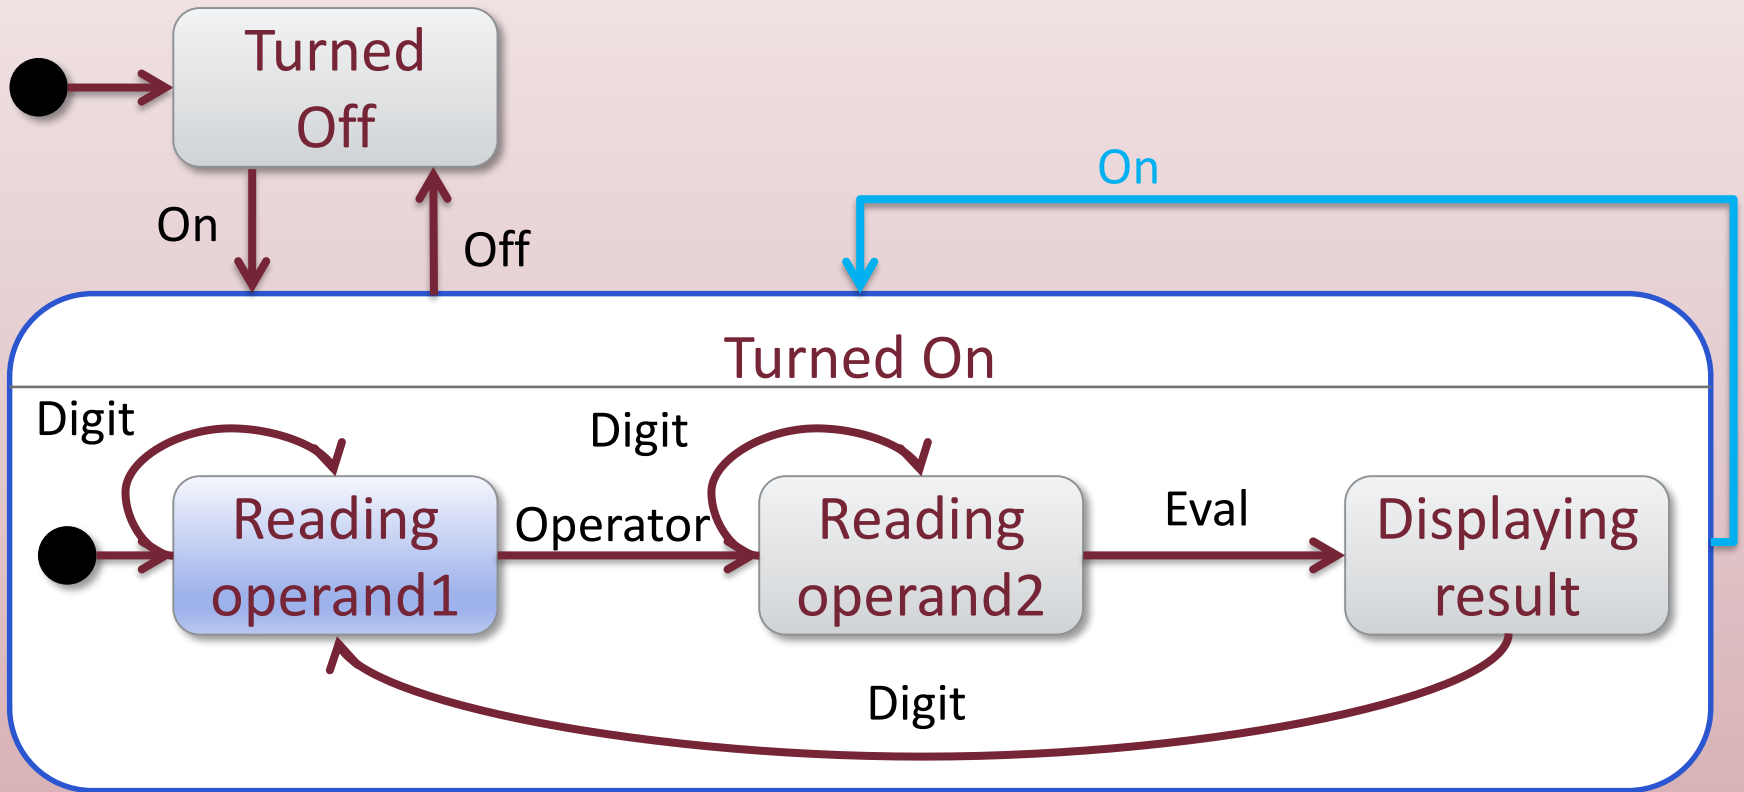 Turned
Off
On
On
Off
Turned On
Digit
Digit
Reading
operand1
Operator
Reading
operand2
Eval
Displaying
result
Digit